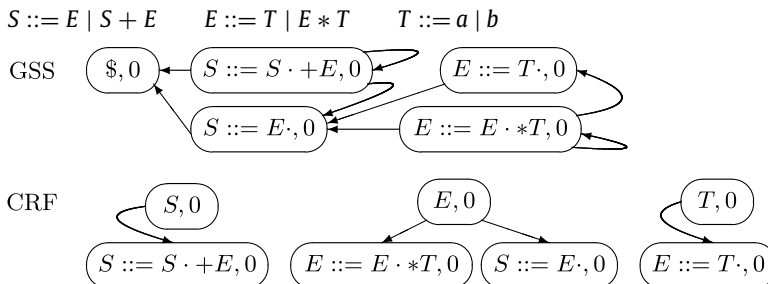 S ::= E | S + E E ::= T | E ∗ T T ::= a | b
GSS $, 0 S ::= S · +E, 0 E ::= T·, 0
S ::= E·, 0 E ::= E · ∗T, 0
CRF S, 0 E, 0 T, 0
S ::= S · +E, 0 E ::= E · ∗T, 0 S ::= E·, 0 E ::= T·, 0